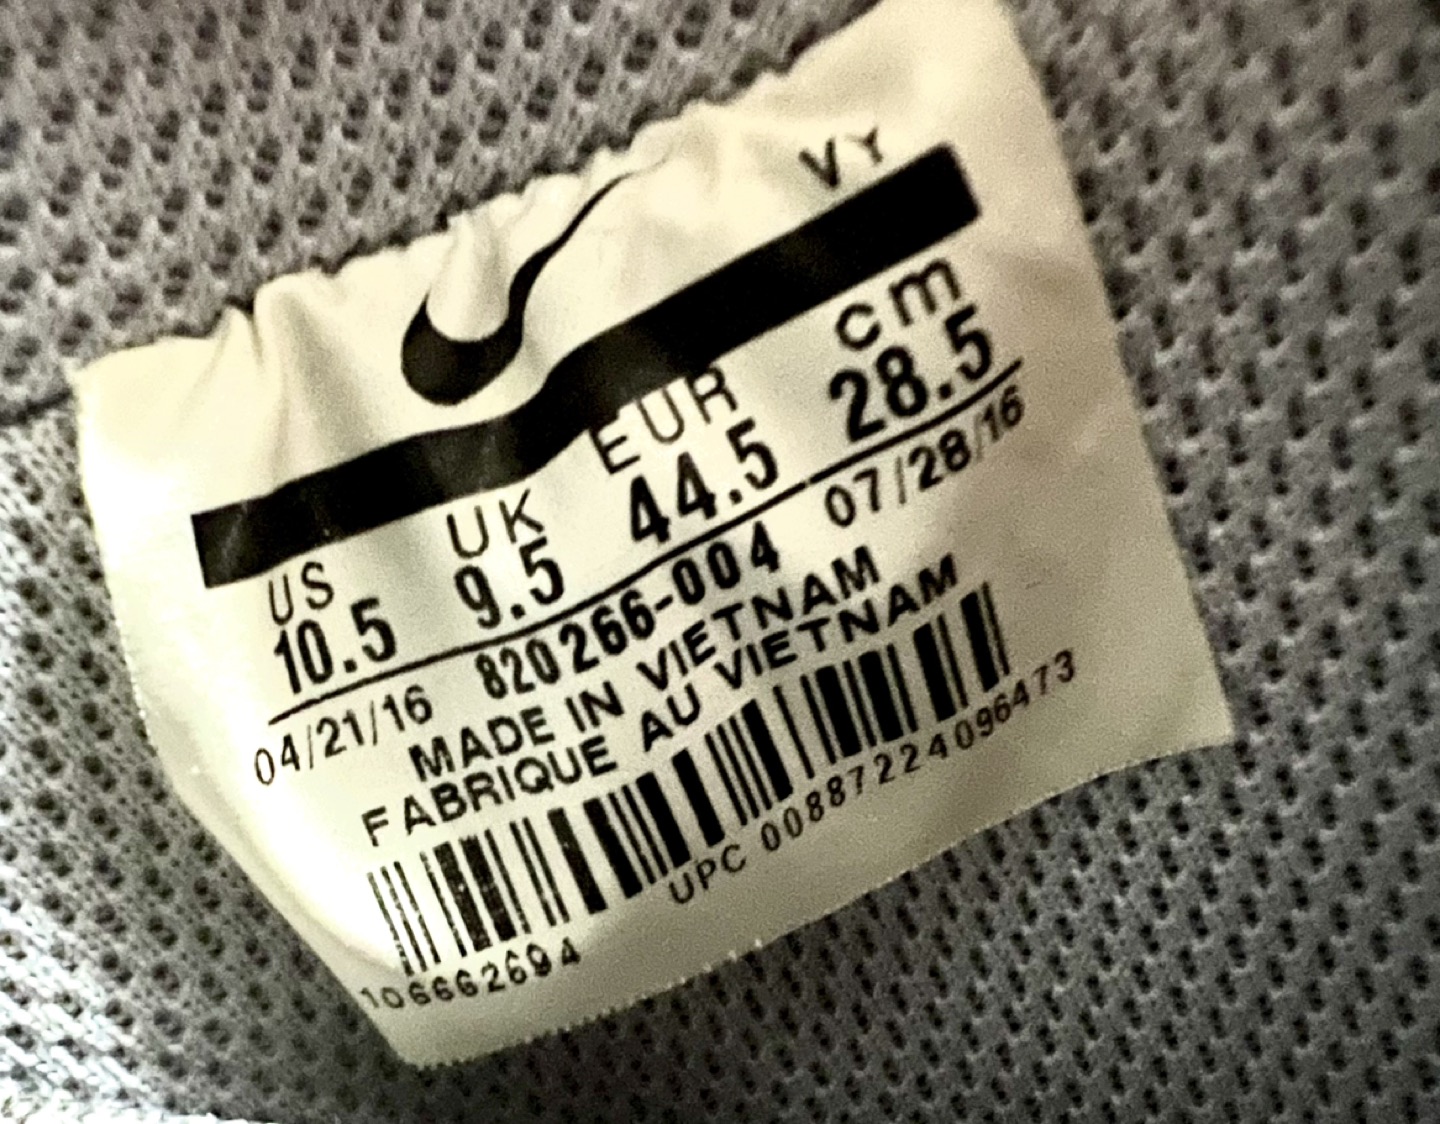 VY
US UK EUR cm
10.5 9.5 44.5 28.5
04/21/16 820266-004 07/28/16
MADE IN VIETNAM
FABRIQUE AU VIETNAM
UPC 00887224096473
106662694